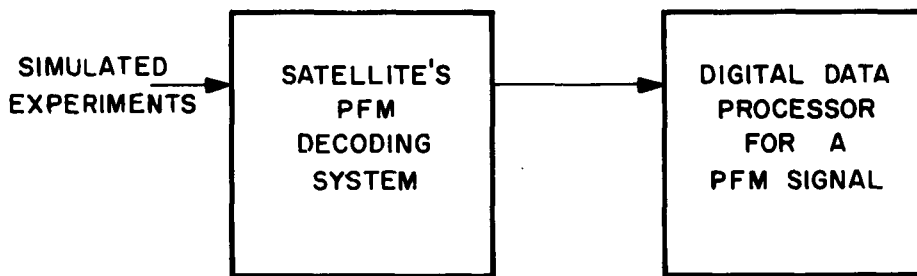 SIMULATED
EXPERIMENTS
SATELLITE'S
PFM
DECODING
SYSTEM
DIGITAL DATA
PROCESSOR
FOR A
PFM SIGNAL